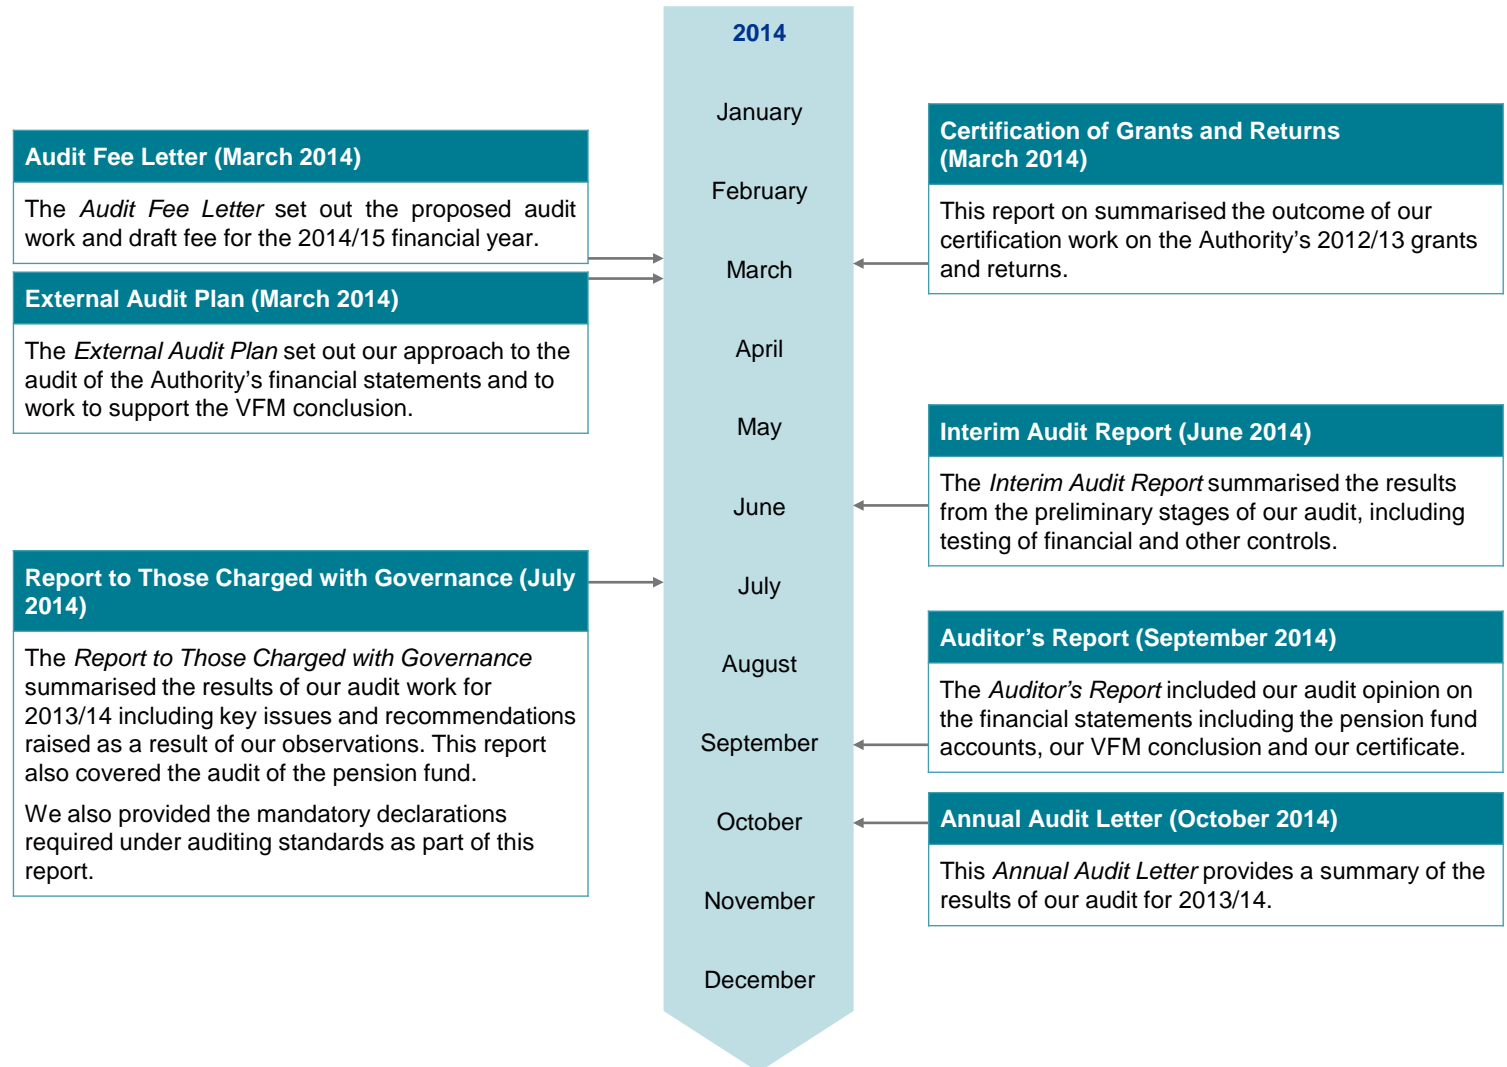 2014
January
February
March
April
May
June
July
August
September
October
November
December
Audit Fee Letter (March 2014)
The Audit Fee Letter set out the proposed audit
work and draft fee for the 2014/15 financial year.
External Audit Plan (March 2014)
The External Audit Plan set out our approach to the
audit of the Authority’s financial statements and to
work to support the VFM conclusion.
Report to Those Charged with Governance (July
2014)
The Report to Those Charged with Governance
summarised the results of our audit work for
2013/14 including key issues and recommendations
raised as a result of our observations. This report
also covered the audit of the pension fund.
We also provided the mandatory declarations
required under auditing standards as part of this
report.
Certification of Grants and Returns
(March 2014)
This report on summarised the outcome of our
certification work on the Authority’s 2012/13 grants
and returns.
Interim Audit Report (June 2014)
The Interim Audit Report summarised the results
from the preliminary stages of our audit, including
testing of financial and other controls.
Auditor’s Report (September 2014)
The Auditor’s Report included our audit opinion on
the financial statements including the pension fund
accounts, our VFM conclusion and our certificate.
Annual Audit Letter (October 2014)
This Annual Audit Letter provides a summary of the
results of our audit for 2013/14.